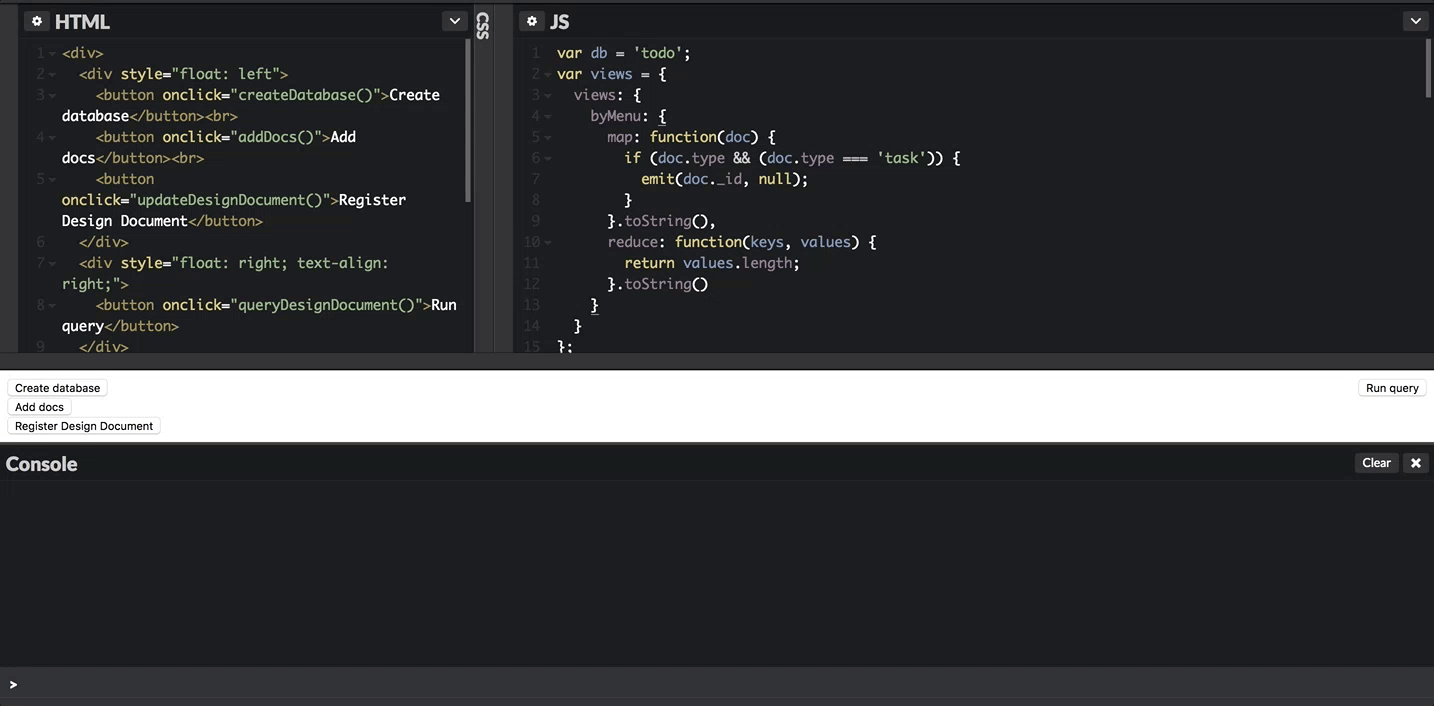 HTML
1 <div>
2 <div style="float: left">
3 <button onclick="createDatabase()">Create
database</button><br>
4 <button onclick="addDocs()">Add
docs</button><br>
5 <button
onclick="updateDesignDocument()">Register
Design Document</button>
6 </div>
7 <div style="float: right; text-align:
right;">
8 <button onclick="queryDesignDocument()">Run
query</button>
9 </div>
CSS
JS
1 var db = 'todo';
2 var views = {
3 views: {
4 byMenu: {
5 map: function(doc) {
6 if (doc.type && (doc.type === 'task')) {
7 emit(doc._id, null);
8 }
9 }.toString(),
10 reduce: function(keys, values) {
11 return values.length;
12 }.toString()
13 }
14 }
15 };
Create database
Run query
Add docs
Register Design Document
Console
Clear
>